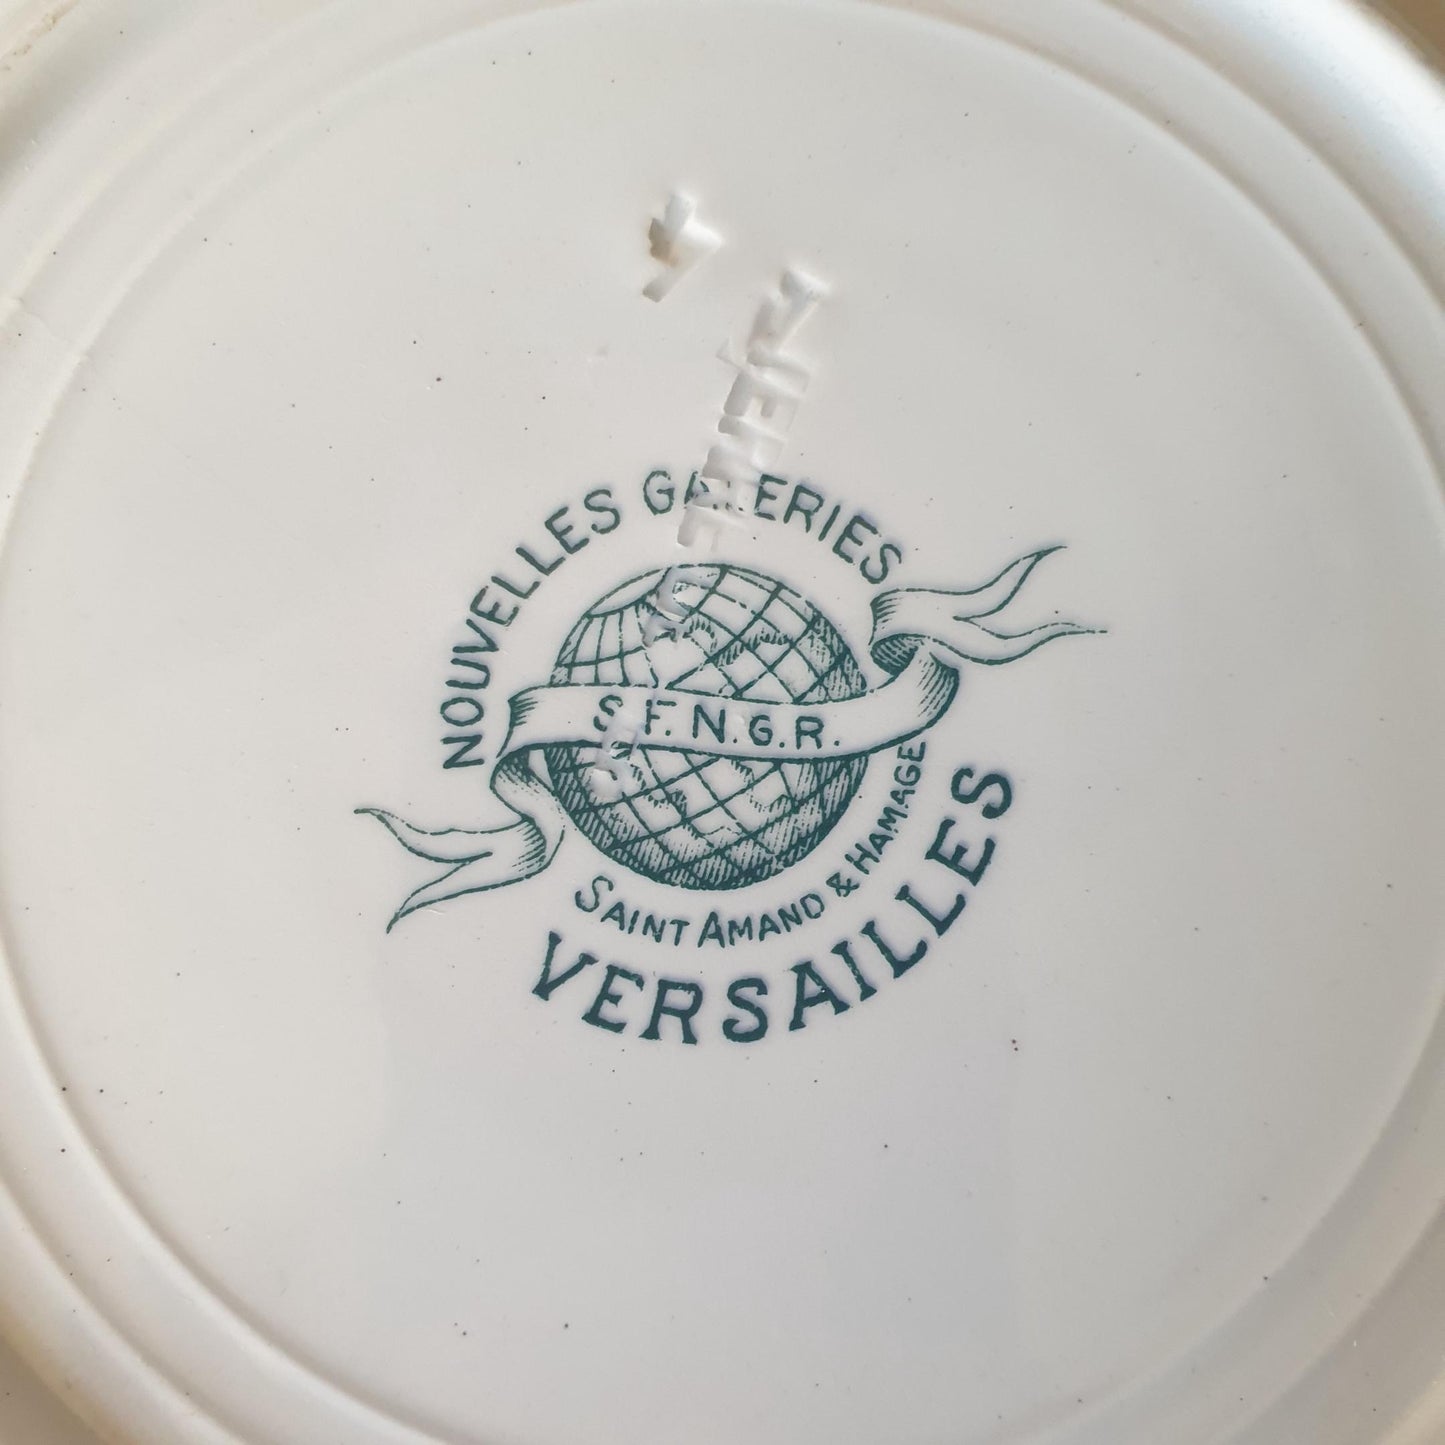 NOUVELLES GALERIES
S.F.N.G.R.
SAINT AMAND & HAMAGE
VERSAILLES